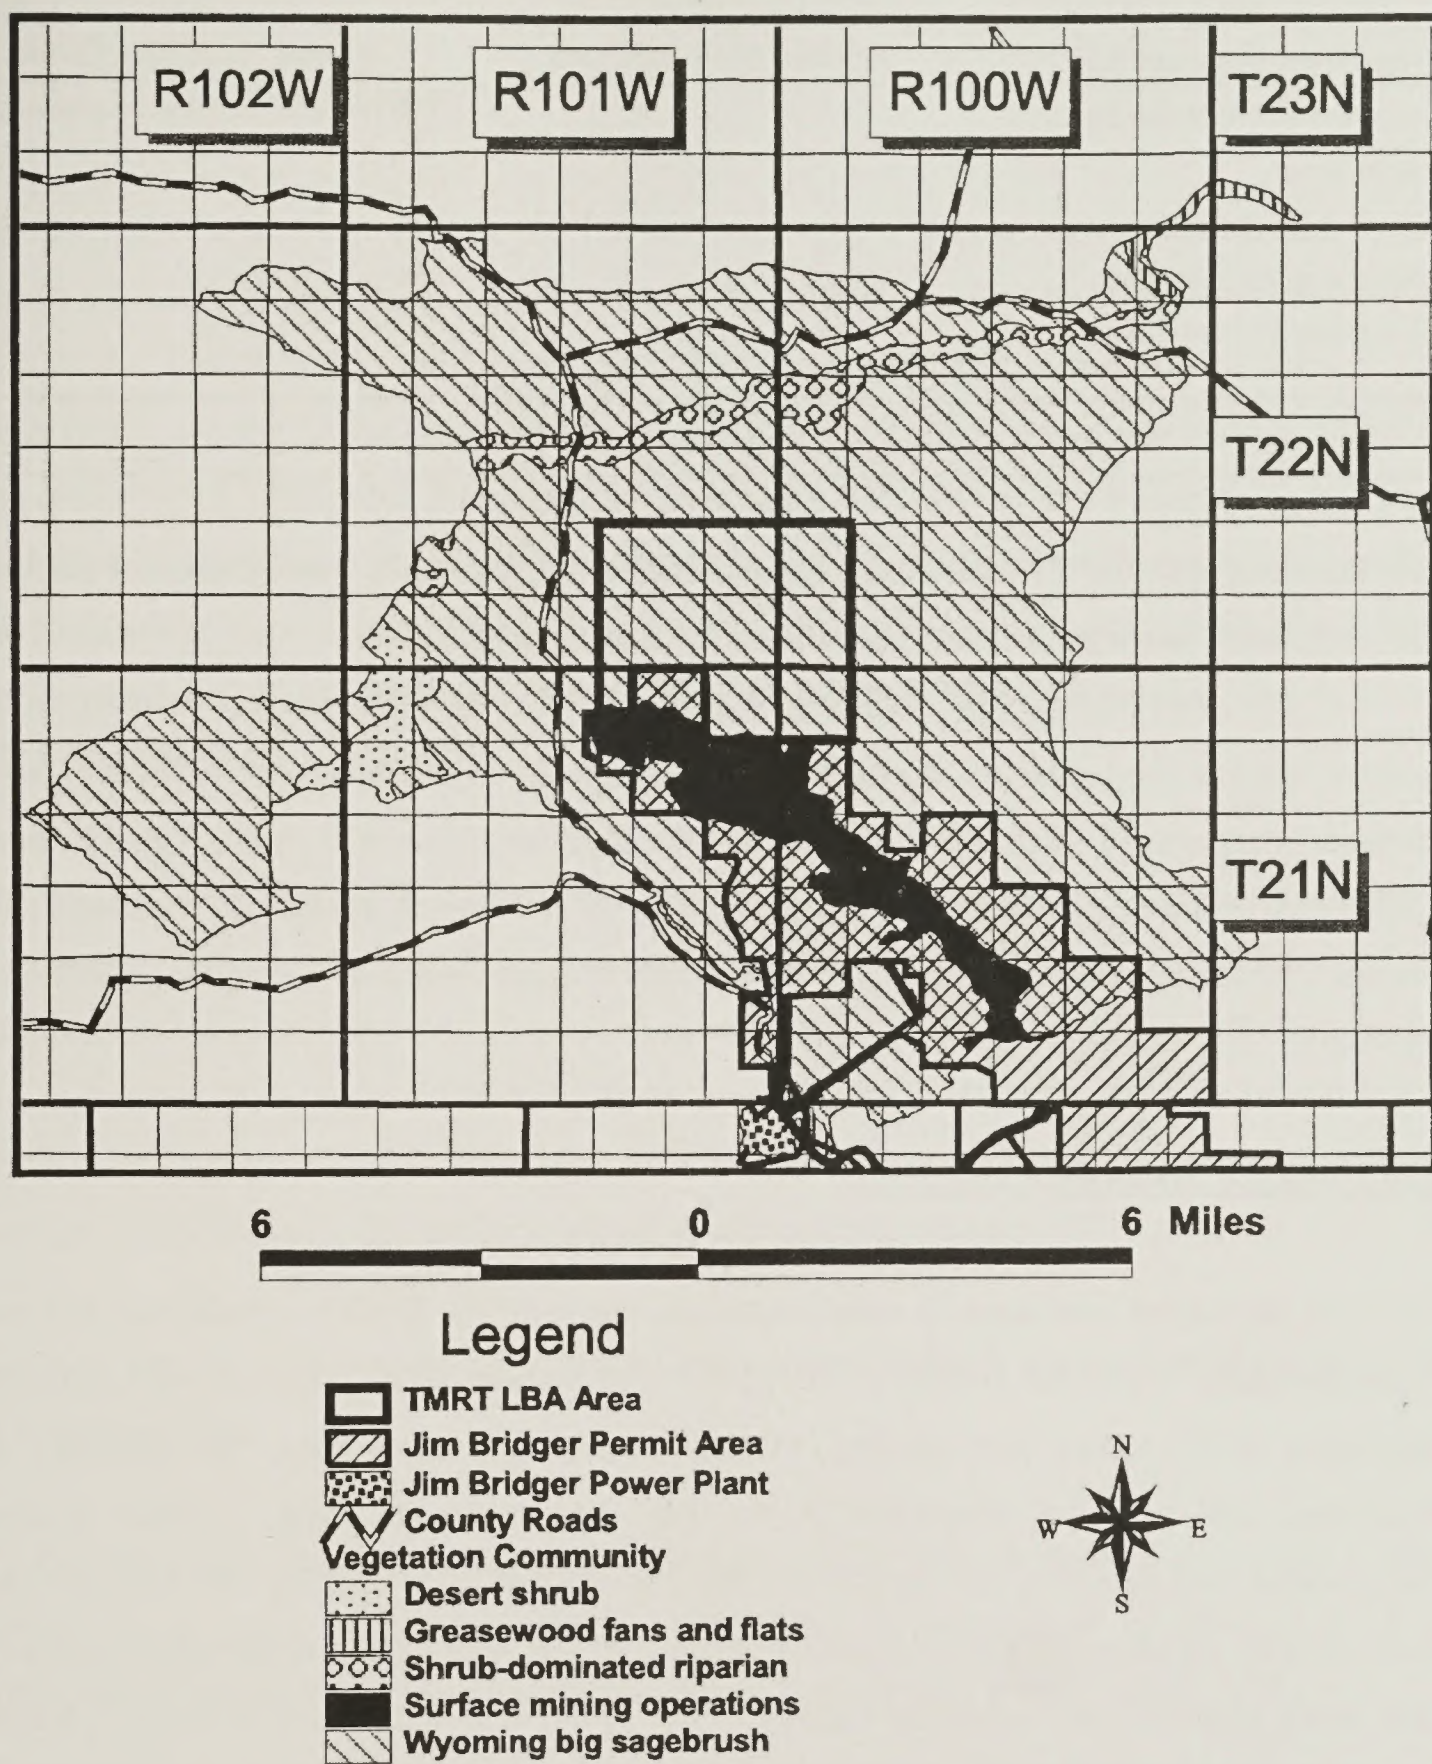 R102W R101W R100W T23N
T22N
T21N
6 0 6 Miles
Legend
TMRT LBA Area
Jim Bridger Permit Area
Jim Bridger Power Plant
County Roads
Vegetation Community
Desert shrub
Greasewood fans and flats
Shrub-dominated riparian
Surface mining operations
Wyoming big sagebrush
N
W E
S